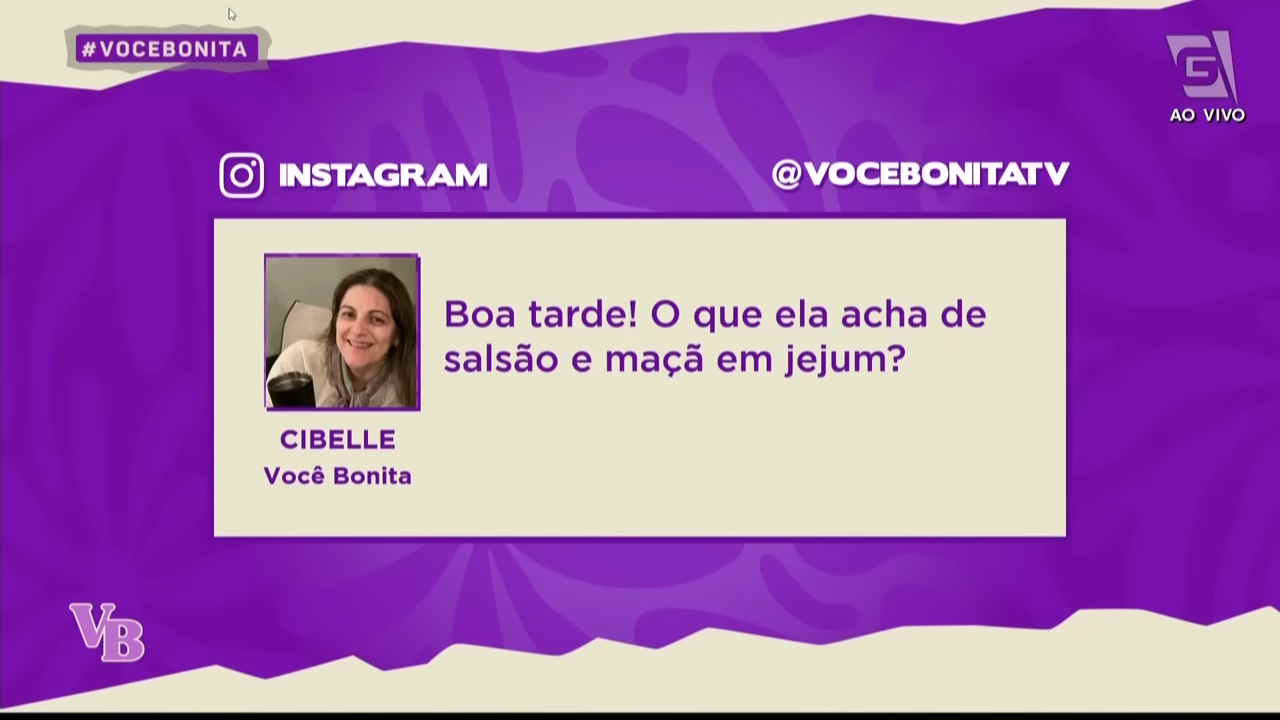 #VOCEBONITA
G
AO VIVO
INSTAGRAM
@VOCEBONITATV
Boa tarde! O que ela acha de
salsão e maçã em jejum?
CIBELLE
Você Bonita
VB